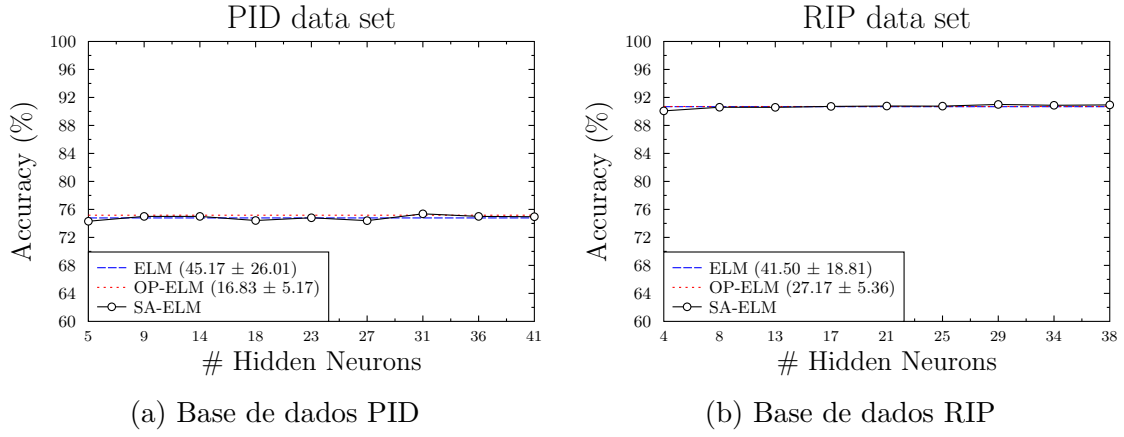 PID data set
Accuracy (%)
100
96
92
88
84
80
76
72
68
64
60
ELM (45.17 ± 26.01)
OP-ELM (16.83 ± 5.17)
SA-ELM
5 9 14 18 23 27 31 36 41
# Hidden Neurons
(a) Base de dados PID
RIP data set
Accuracy (%)
100
96
92
88
84
80
76
72
68
64
60
ELM (41.50 ± 18.81)
OP-ELM (27.17 ± 5.36)
SA-ELM
4 8 13 17 21 25 29 34 38
# Hidden Neurons
(b) Base de dados RIP